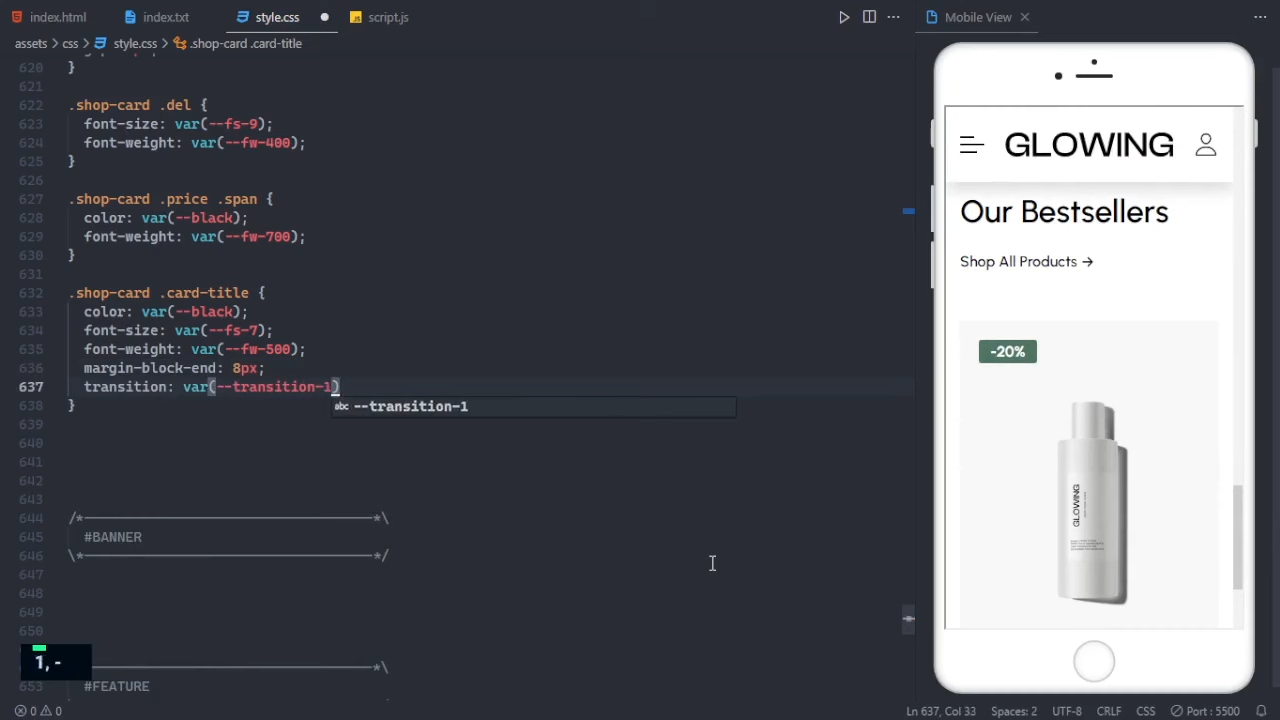 index.html
index.txt
style.css
script.js
Mobile View
assets > css > style.css > .shop-card .card-title
620 }
621
622 .shop-card .del {
623 font-size: var(--fs-9);
624 font-weight: var(--fw-400);
625 }
626
627 .shop-card .price .span {
628 color: var(--black);
629 font-weight: var(--fw-700);
630 }
631
632 .shop-card .card-title {
633 color: var(--black);
634 font-size: var(--fs-7);
635 font-weight: var(--fw-500);
636 margin-block-end: 8px;
637 transition: var(--transition-1)
abc --transition-1
638 }
639
640
641
642
643
644 /*-----------------------------------*\
645 #BANNER
646 \*-----------------------------------*/
647
648
649
650
-----------------------------------*\
653 #FEATURE
1, -
GLOWING
Our Bestsellers
Shop All Products →
-20%
GLOWING
0 0
Ln 637, Col 33
Spaces: 2
UTF-8
CRLF
CSS
Port : 5500